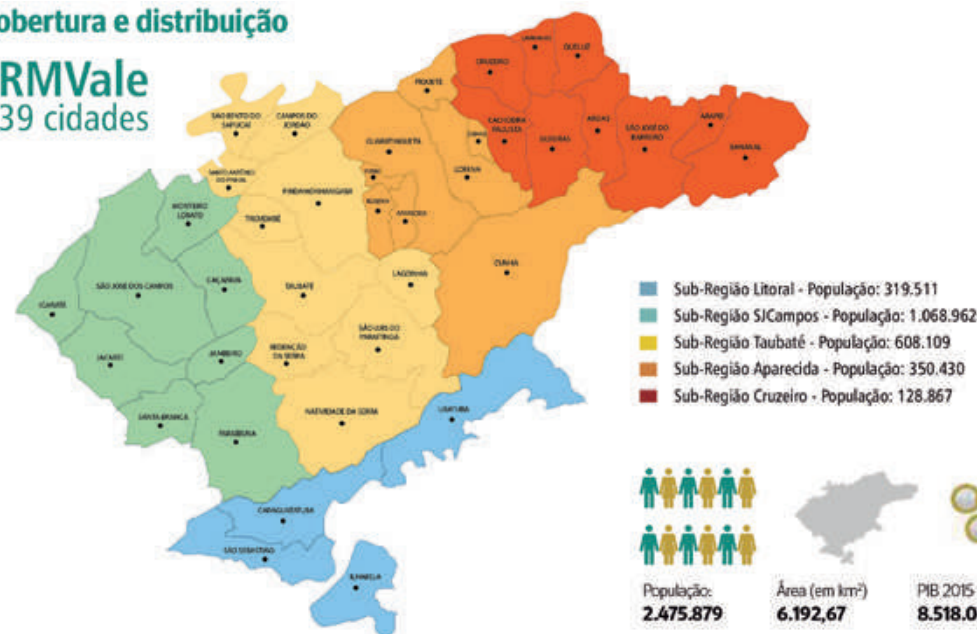 obertura e distribuição
RMVale
39 cidades
CRUZEIRO
LAVRINHAS
QUELUZ
PIQUETE
CACHOEIRA
PAULISTA
SILVEIRAS
AREIAS
SÃO JOSÉ DO
BARREIRO
ARAPEÍ
BANANAL
SÃO BENTO DO
SAPUCAÍ
CAMPOS DO
JORDÃO
GUARATINGUETÁ
LORENA
SANTO ANTÔNIO
DO PINHAL
PINDAMONHANGABA
APARECIDA
MONTEIRO
LOBATO
TREMEMBÉ
CUNHA
LAGOINHA
SÃO JOSÉ DOS CAMPOS
CAÇAPAVA
TAUBATÉ
IGARATÁ
SÃO LUÍS DO
PARAITINGA
JACAREÍ
JAMBEIRO
REDENÇÃO
DA SERRA
SANTA BRANCA
PARAIBUNA
NATIVIDADE DA SERRA
UBATUBA
CARAGUATATUBA
SÃO SEBASTIÃO
ILHABELA
Sub-Região Litoral - População: 319.511
Sub-Região SJCampos - População: 1.068.962
Sub-Região Taubaté - População: 608.109
Sub-Região Aparecida - População: 350.430
Sub-Região Cruzeiro - População: 128.867
População:
2.475.879
Área (em km²)
6.192,67
PIB 2015
8.518.0